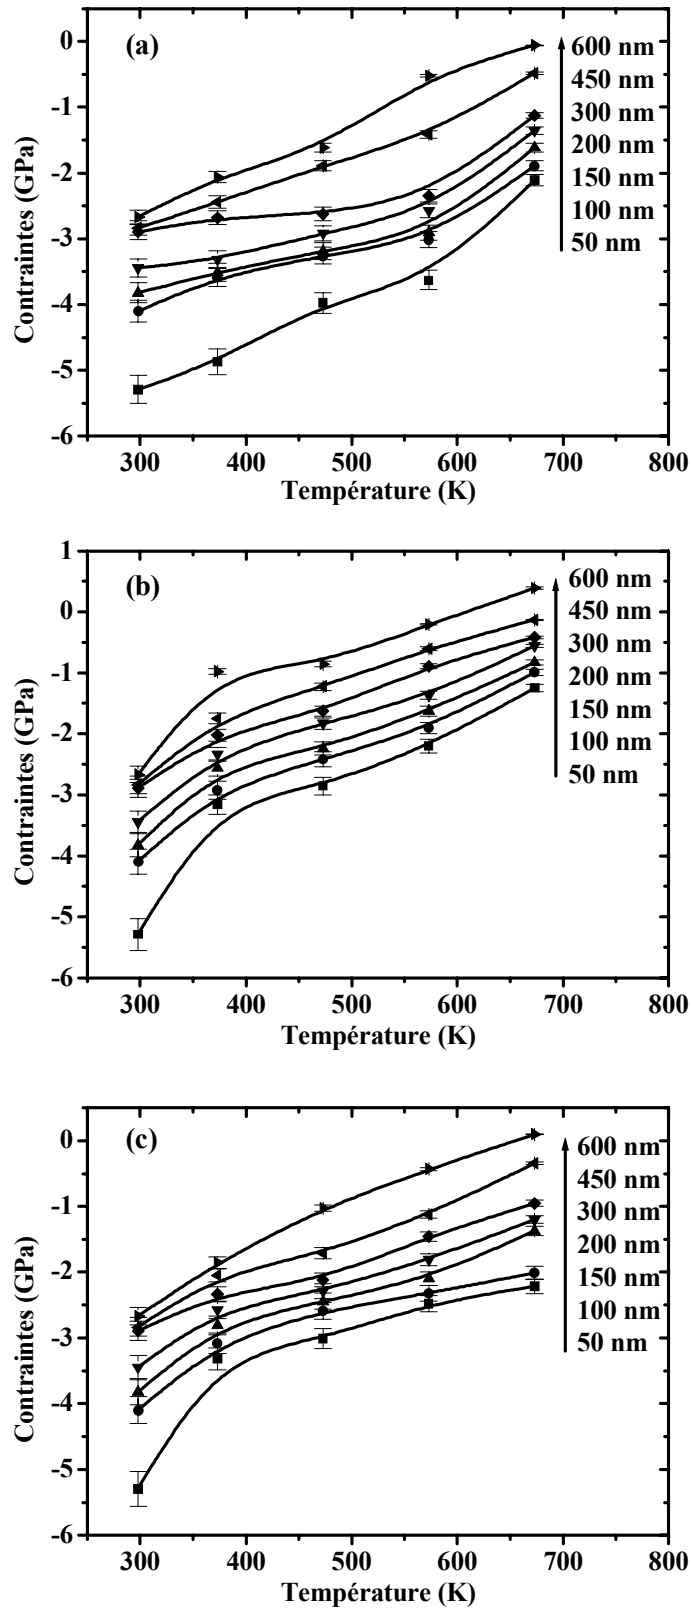 (a)
0
-1
-2
-3
-4
-5
-6
Contraintes (GPa)
600 nm
450 nm
300 nm
200 nm
150 nm
100 nm
50 nm
300 400 500 600 700 800
Température (K)
(b)
1
0
-1
-2
-3
-4
-5
-6
Contraintes (GPa)
600 nm
450 nm
300 nm
200 nm
150 nm
100 nm
50 nm
300 400 500 600 700 800
Température (K)
(c)
0
-1
-2
-3
-4
-5
-6
Contraintes (GPa)
600 nm
450 nm
300 nm
200 nm
150 nm
100 nm
50 nm
300 400 500 600 700 800
Température (K)